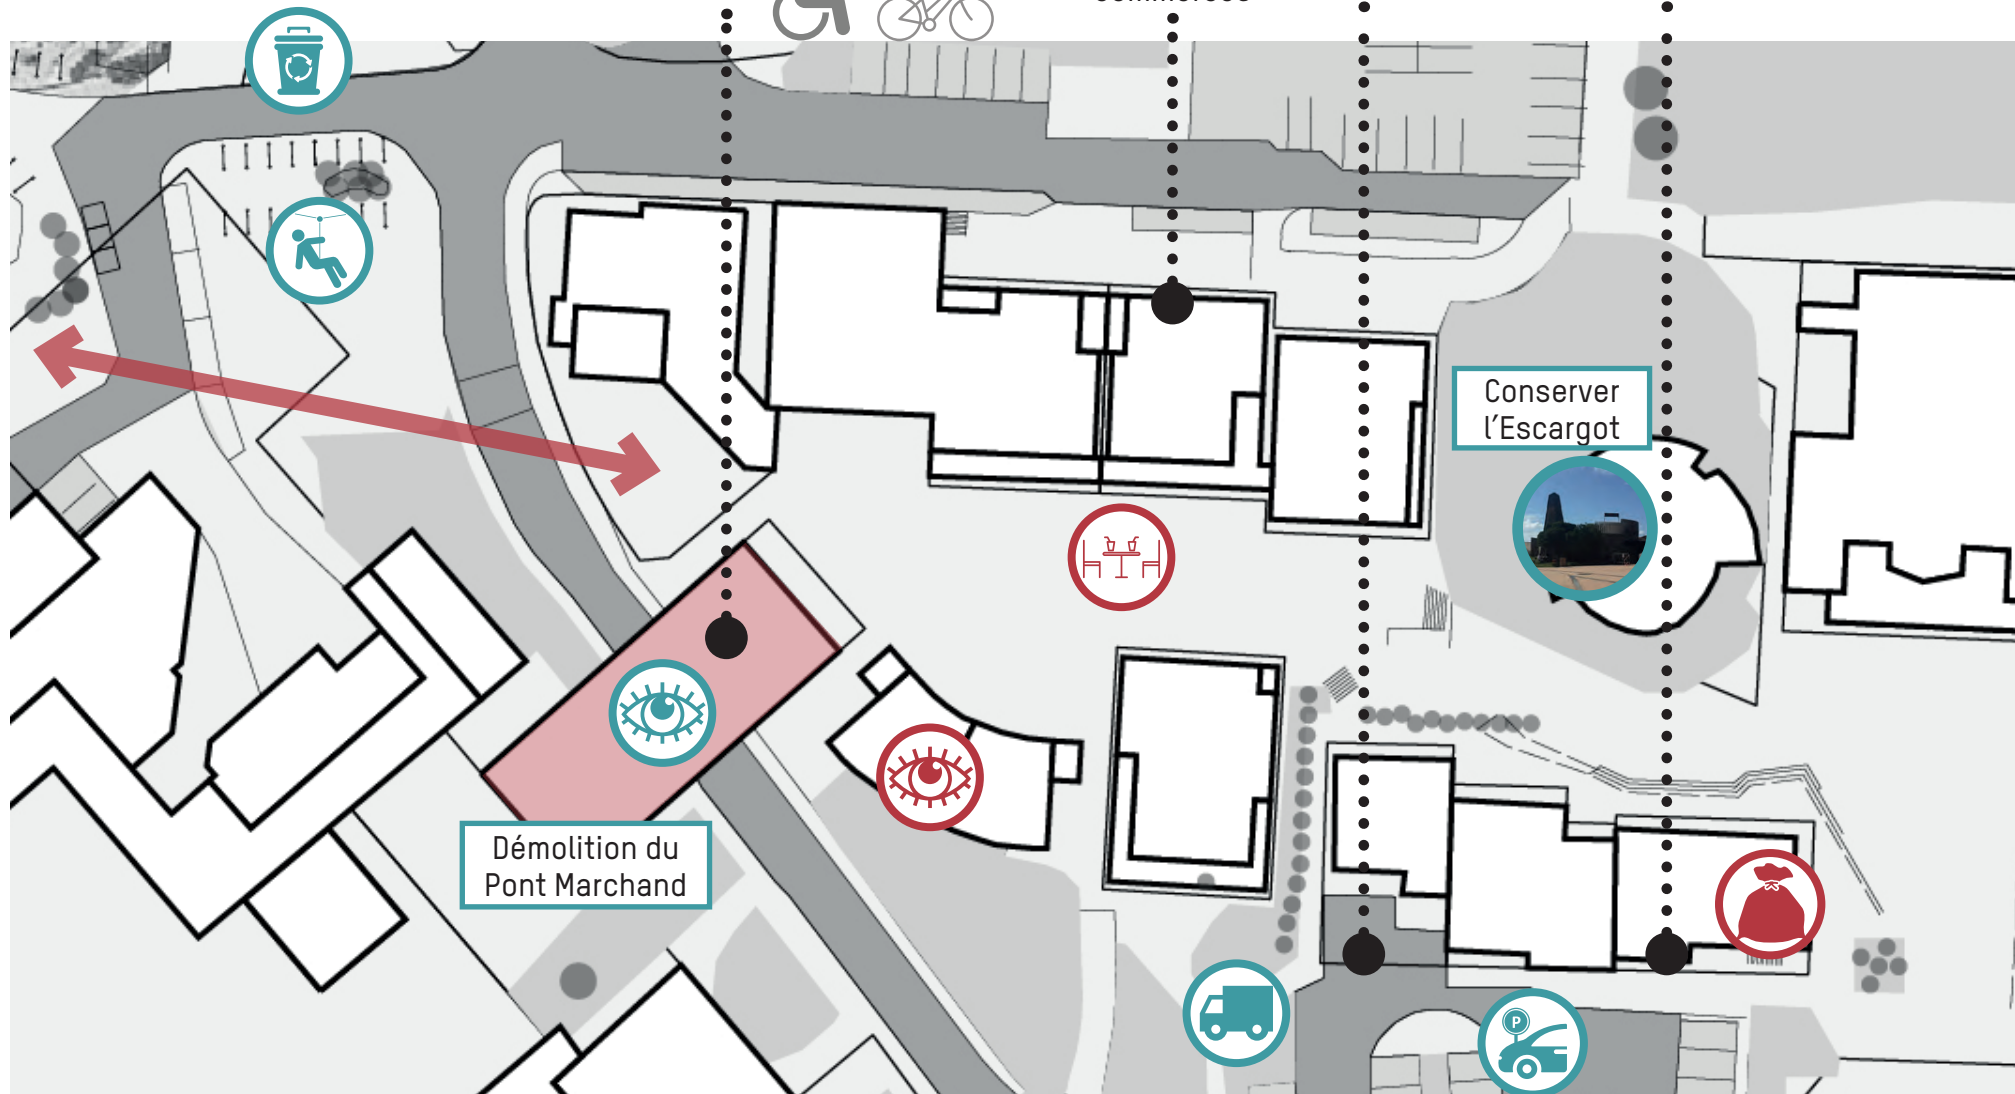 Conserver
l'Escargot
Démolition du
Pont Marchand
P